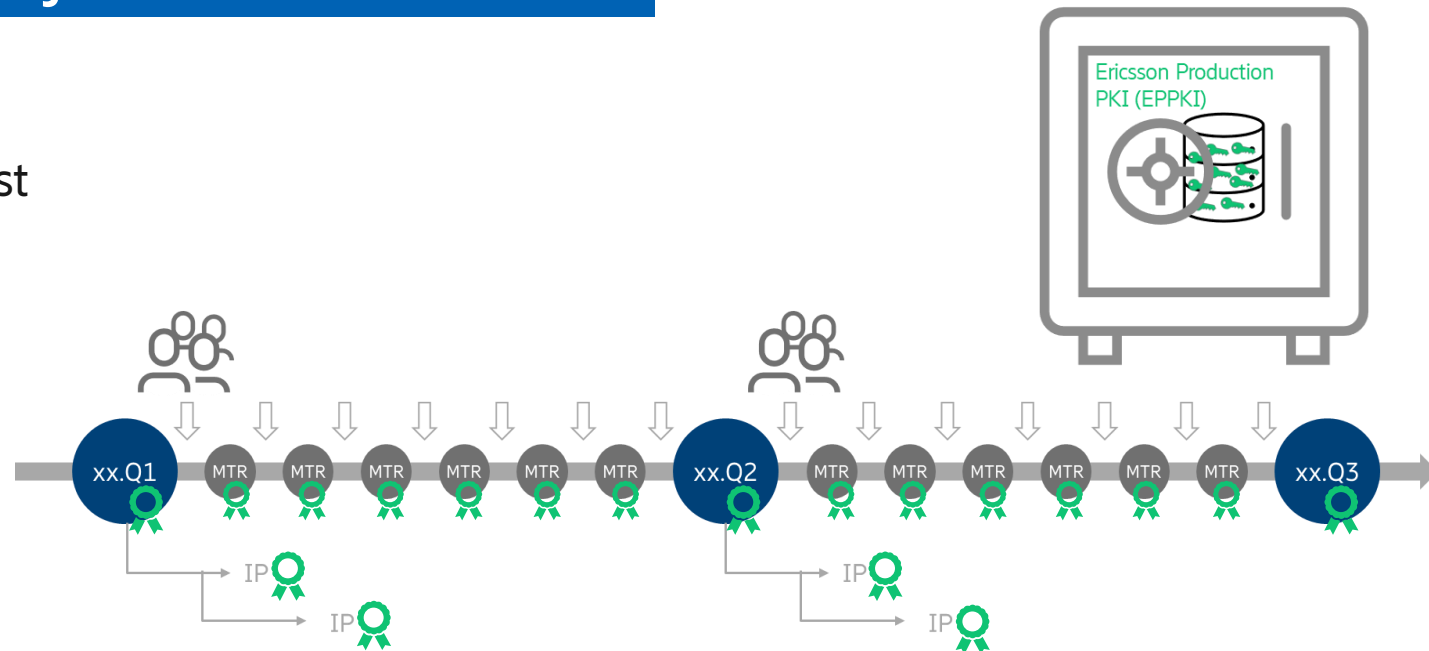 Ericsson Production
PKI (EPPKI)
st
xx.Q1 MTR MTR MTR MTR MTR MTR xx.Q2 MTR MTR MTR MTR MTR MTR xx.Q3
IP IP
IP IP